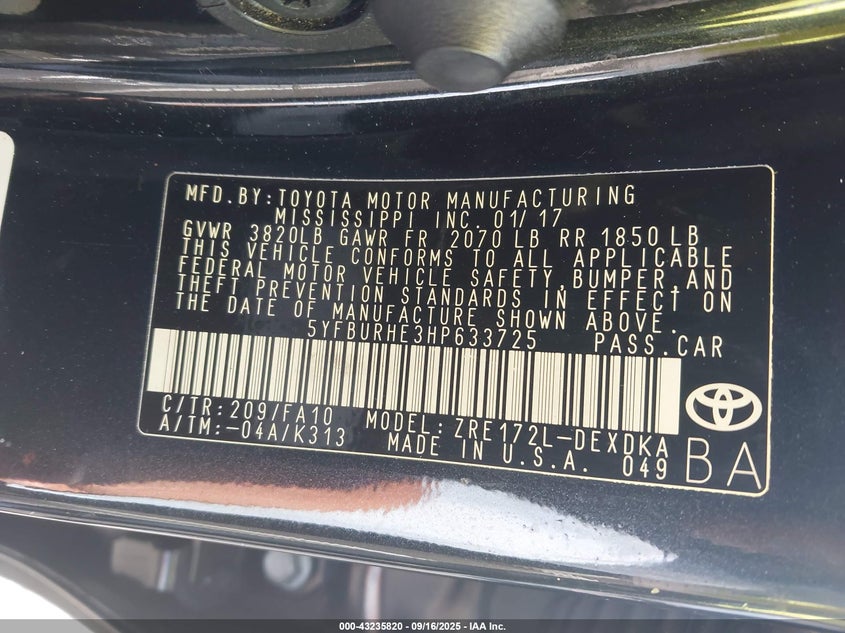 MFD.BY:TOYOTA MOTOR MANUFACTURING
MISSISSIPPI INC 01/17
GVWR 3820LB GAWR FR 2070 LB RR 1850 LB
THIS VEHICLE CONFORMS TO ALL APPLICABLE
FEDERAL MOTOR VEHICLE SAFETY,BUMPER,AND
THEFT PREVENTION STANDARDS IN EFFECT ON
THE DATE OF MANUFACTURE SHOWN ABOVE.
5YFBURHE3HP633725 PASS.CAR
C/TR:209/FA10 MODEL:ZRE172L-DEXDKA
A/TM:-04A/K313 MADE IN U.S.A. 049
BA
000-43235820 - 09/16/2025 - IAA Inc.